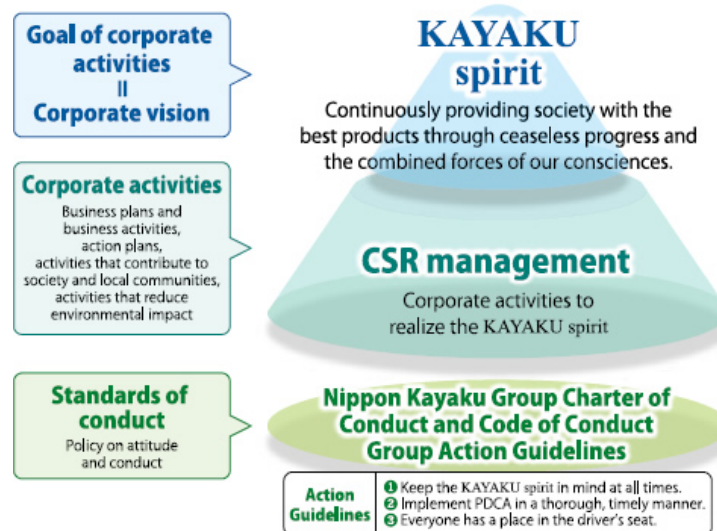 Goal of corporate
activities
=
Corporate vision
KAYAKU
spirit
Continuously providing society with the
best products through ceaseless progress and
the combined forces of our consciences.
Corporate activities
Business plans and
business activities,
action plans,
activities that contribute to
society and local communities,
activities that reduce
environmental impact
CSR management
Corporate activities to
realize the KAYAKU spirit
Standards of
conduct
Policy on attitude
and conduct
Nippon Kayaku Group Charter of
Conduct and Code of Conduct
Group Action Guidelines
Action
Guidelines
1 Keep the KAYAKU spirit in mind at all times.
2 Implement PDCA in a thorough, timely manner.
3 Everyone has a place in the driver's seat.